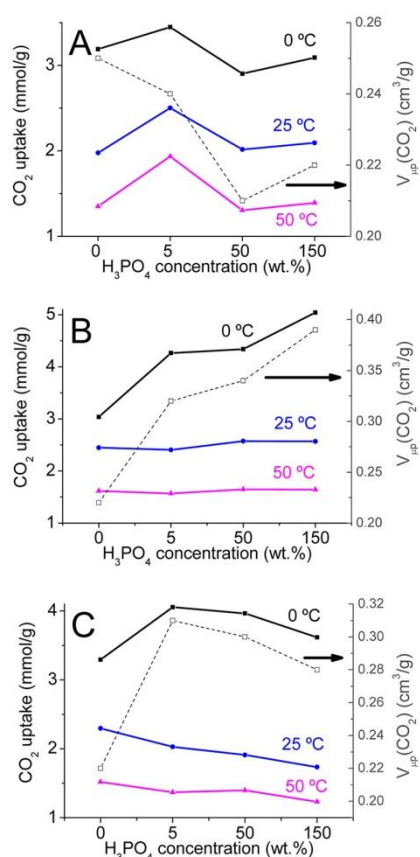 A
0 ºC
25 ºC
50 ºC
3
2
1
0.26
0.24
0.22
0.20
0 5 50 150
CO₂ uptake (mmol/g)
Vµp(CO₂) (cm³/g)
H₃PO₄ concentration (wt.%)
B
0 ºC
25 ºC
50 ºC
5
4
3
2
1
0.40
0.35
0.30
0.25
0.20
0 5 50 150
CO₂ uptake (mmol/g)
Vµp(CO₂) (cm³/g)
H₃PO₄ concentration (wt.%)
C
0 ºC
25 ºC
50 ºC
4
3
2
1
0.32
0.30
0.28
0.26
0.24
0.22
0.20
0 5 50 150
CO₂ uptake (mmol/g)
Vµp(CO₂) (cm³/g)
H₃PO₄ concentration (wt.%)